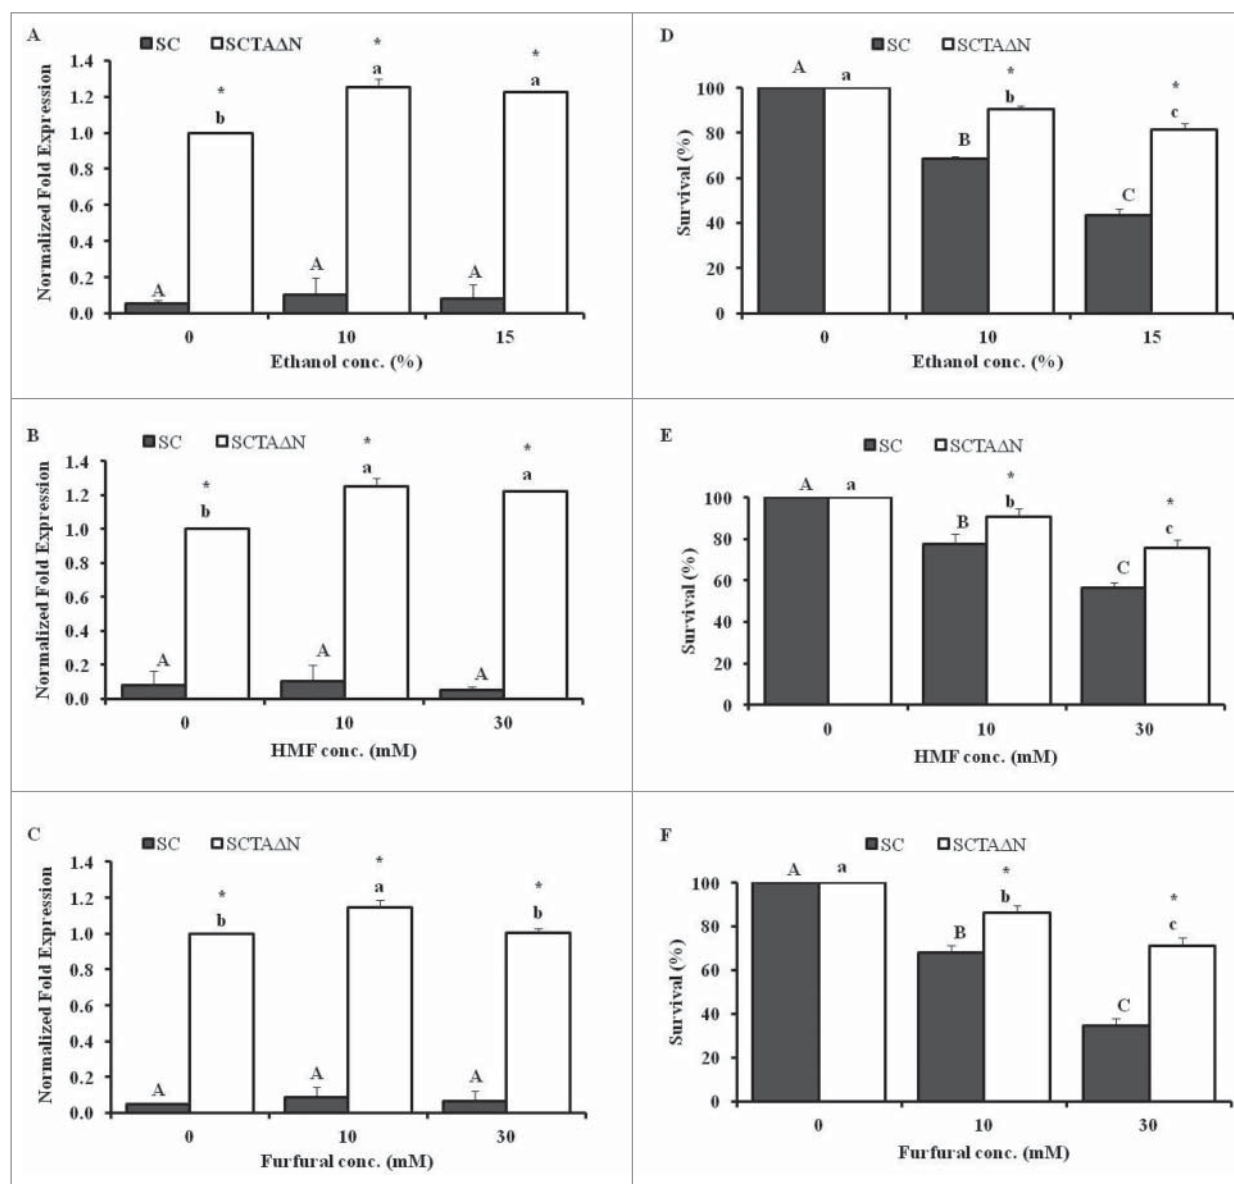 A
SC SCTAΔN
Normalized Fold Expression
1.4
1.2
1.0
0.8
0.6
0.4
0.2
0.0
* * *
b a a
A A A
0 10 15
Ethanol conc. (%)
D
SC SCTAΔN
Survival (%)
100
80
60
40
20
0
A a
* *
b c
B C
0 10 15
Ethanol conc. (%)
B
SC SCTAΔN
Normalized Fold Expression
1.4
1.2
1.0
0.8
0.6
0.4
0.2
0.0
* * *
b a a
A A A
0 10 30
HMF conc. (mM)
E
SC SCTAΔN
Survival (%)
100
80
60
40
20
0
A a
* *
b c
B C
0 10 30
HMF conc. (mM)
C
SC SCTAΔN
Normalized Fold Expression
1.4
1.2
1.0
0.8
0.6
0.4
0.2
0.0
* * *
b a b
A A A
0 10 30
Furfural conc. (mM)
F
SC SCTAΔN
Survival (%)
100
80
60
40
20
0
A a
* *
b c
B C
0 10 30
Furfural conc. (mM)